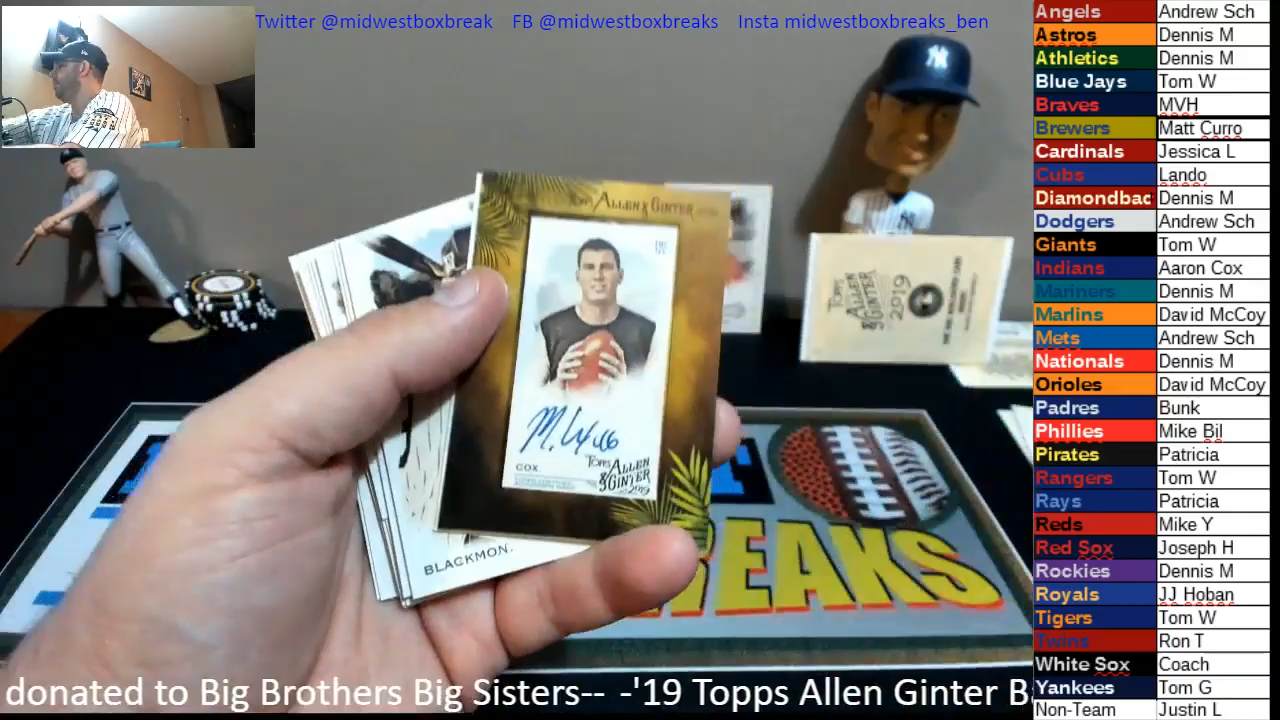 Twitter @midwestboxbreak FB @midwestboxbreaks Insta midwestboxbreaks_ben
Angels Andrew Sch
Astros Dennis M
Athletics Dennis M
Blue Jays Tom W
Braves MVH
Brewers Matt Curro
Cardinals Jessica L
Cubs Lando
Diamondbac Dennis M
Dodgers Andrew Sch
Giants Tom W
Indians Aaron Cox
Mariners Dennis M
Marlins David McCoy
Mets Andrew Sch
Nationals Dennis M
Orioles David McCoy
Padres Bunk
Phillies Mike Bil
Pirates Patricia
Rangers Tom W
Rays Patricia
Reds Mike Y
Red Sox Joseph H
Rockies Dennis M
Royals JJ Hoban
Tigers Tom W
Twins Ron T
White Sox Coach
Yankees Tom G
Non-Team Justin L
TOPPS ALLEN & GINTER
COX
TOPPS ALLEN
& GINTER
2019
BLACKMON.
TOPPS
ALLEN
& GINTER
2019
REAKS
donated to Big Brothers Big Sisters-- -'19 Topps Allen Ginter B